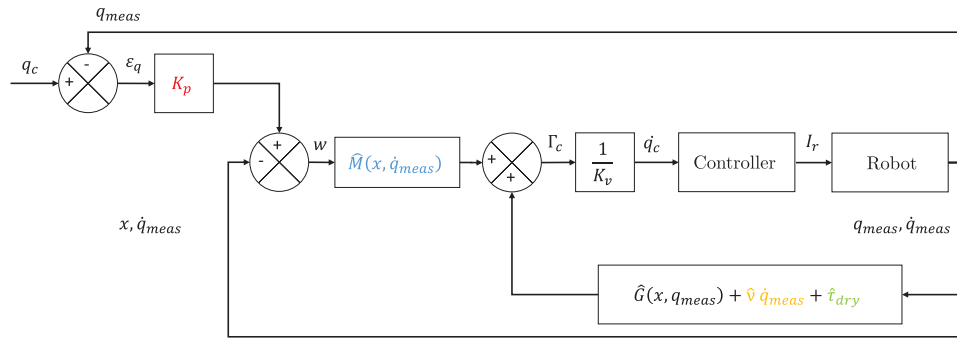 q_meas
q_c
ε_q
-
+
K_p
+
-
w
M̂(x, q̇_meas)
+
+
Γ_c
1
K_v
q̇_c
Controller
I_r
Robot
x, q̇_meas
q_meas, q̇_meas
Ĝ(x, q_meas) + ν̂ q̇_meas + τ̂_dry